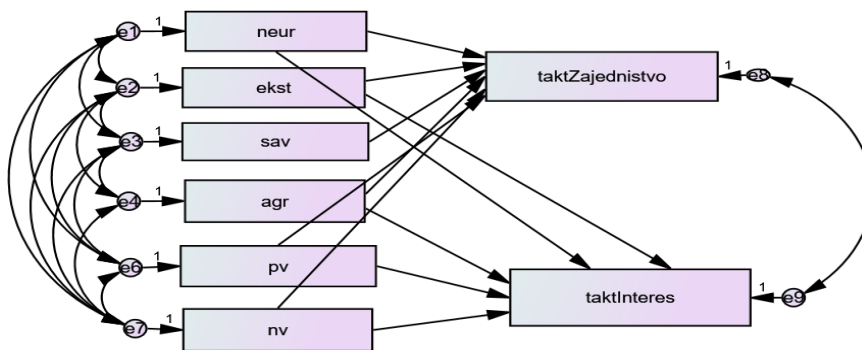 e1 1 neur
e2 1 ekst
e3 1 sav
e4 1 agr
e6 1 pv
e7 1 nv
taktZajednistvo 1 e8
taktInteres 1 e9